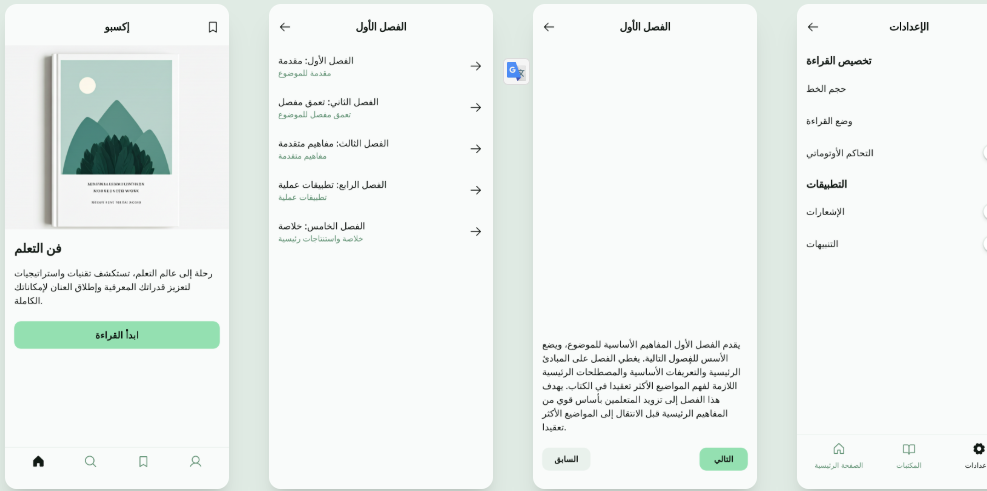 إكسبو
فن التعلم
رحلة إلى عالم التعلم، تستكشف تقنيات واستراتيجيات
لتعزيز قدراتك المعرفية وإطلاق العنان لإمكاناتك
الكاملة.
ابدأ القراءة
الفصل الأول
الفصل الأول: مقدمة
مقدمة للموضوع
الفصل الثاني: تعمق مفصل
تعمق مفصل للموضوع
الفصل الثالث: مفاهيم متقدمة
مفاهيم متقدمة
الفصل الرابع: تطبيقات عملية
تطبيقات عملية
الفصل الخامس: خلاصة
خلاصة واستنتاجات رئيسية
G
الفصل الأول
يقدم الفصل الأول المفاهيم الأساسية للموضوع، ويضع
الأسس للفصول التالية. يغطي الفصل على المبادئ
الرئيسية والتعريفات الأساسية والمصطلحات الرئيسية
اللازمة لفهم المواضيع الأكثر تعقيدا في الكتاب. يهدف
هذا الفصل إلى تزويد المتعلمين بأساس قوي من
المفاهيم الرئيسية قبل الانتقال إلى المواضيع الأكثر
تعقيدا.
السابق
التالي
الإعدادات
تخصيص القراءة
حجم الخط
وضع القراءة
التحاكم الأوتوماتي
التطبيقات
الإشعارات
التنبيهات
الصفحة الرئيسية
المكتبات